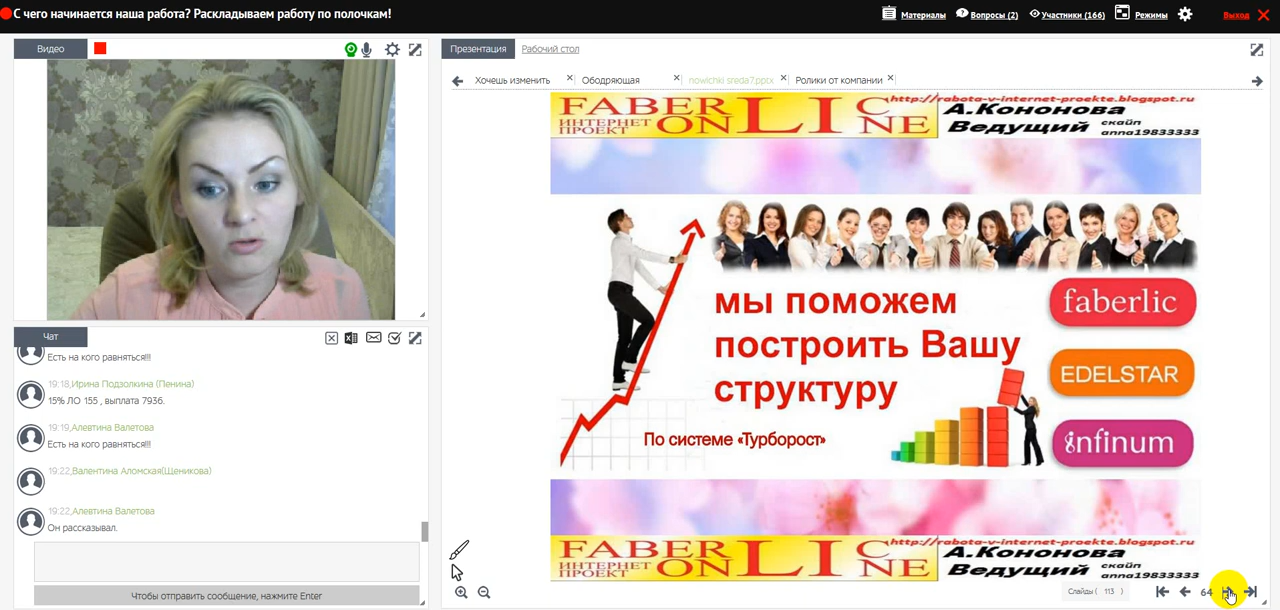 С чего начинается наша работа? Раскладываем работу по полочкам!
Материалы
Вопросы (2)
Участники (166)
Режимы
Выход
Видео
Презентация
Рабочий стол
Хочешь изменить
Ободряющая
nowichki sreda7.pptx
Ролики от компании
FABERLIC
ONLINE
ИНТЕРНЕТ
ПРОЕКТ
http://rabota-v-internet-proekte.blogspot.ru
А.Кононова
Ведущий
скайп
anna19833333
мы поможем
построить Вашу
структуру
По системе «Турборост»
faberlic
EDELSTAR
infinum
FABERLIC
ONLINE
ИНТЕРНЕТ
ПРОЕКТ
http://rabota-v-internet-proekte.blogspot.ru
А.Кононова
Ведущий
скайп
anna19833333
Слайды ( 113 )
64
Чат
Есть на кого равняться!!!
19:18,Ирина Подзолкина (Пенина)
15% ЛО 155 , выплата 7936.
19:19,Алевтина Валетова
Есть на кого равняться!!!
19:22,Валентина Аломская(Щеникова)
19:22,Алевтина Валетова
Он рассказывал.
Чтобы отправить сообщение, нажмите Enter